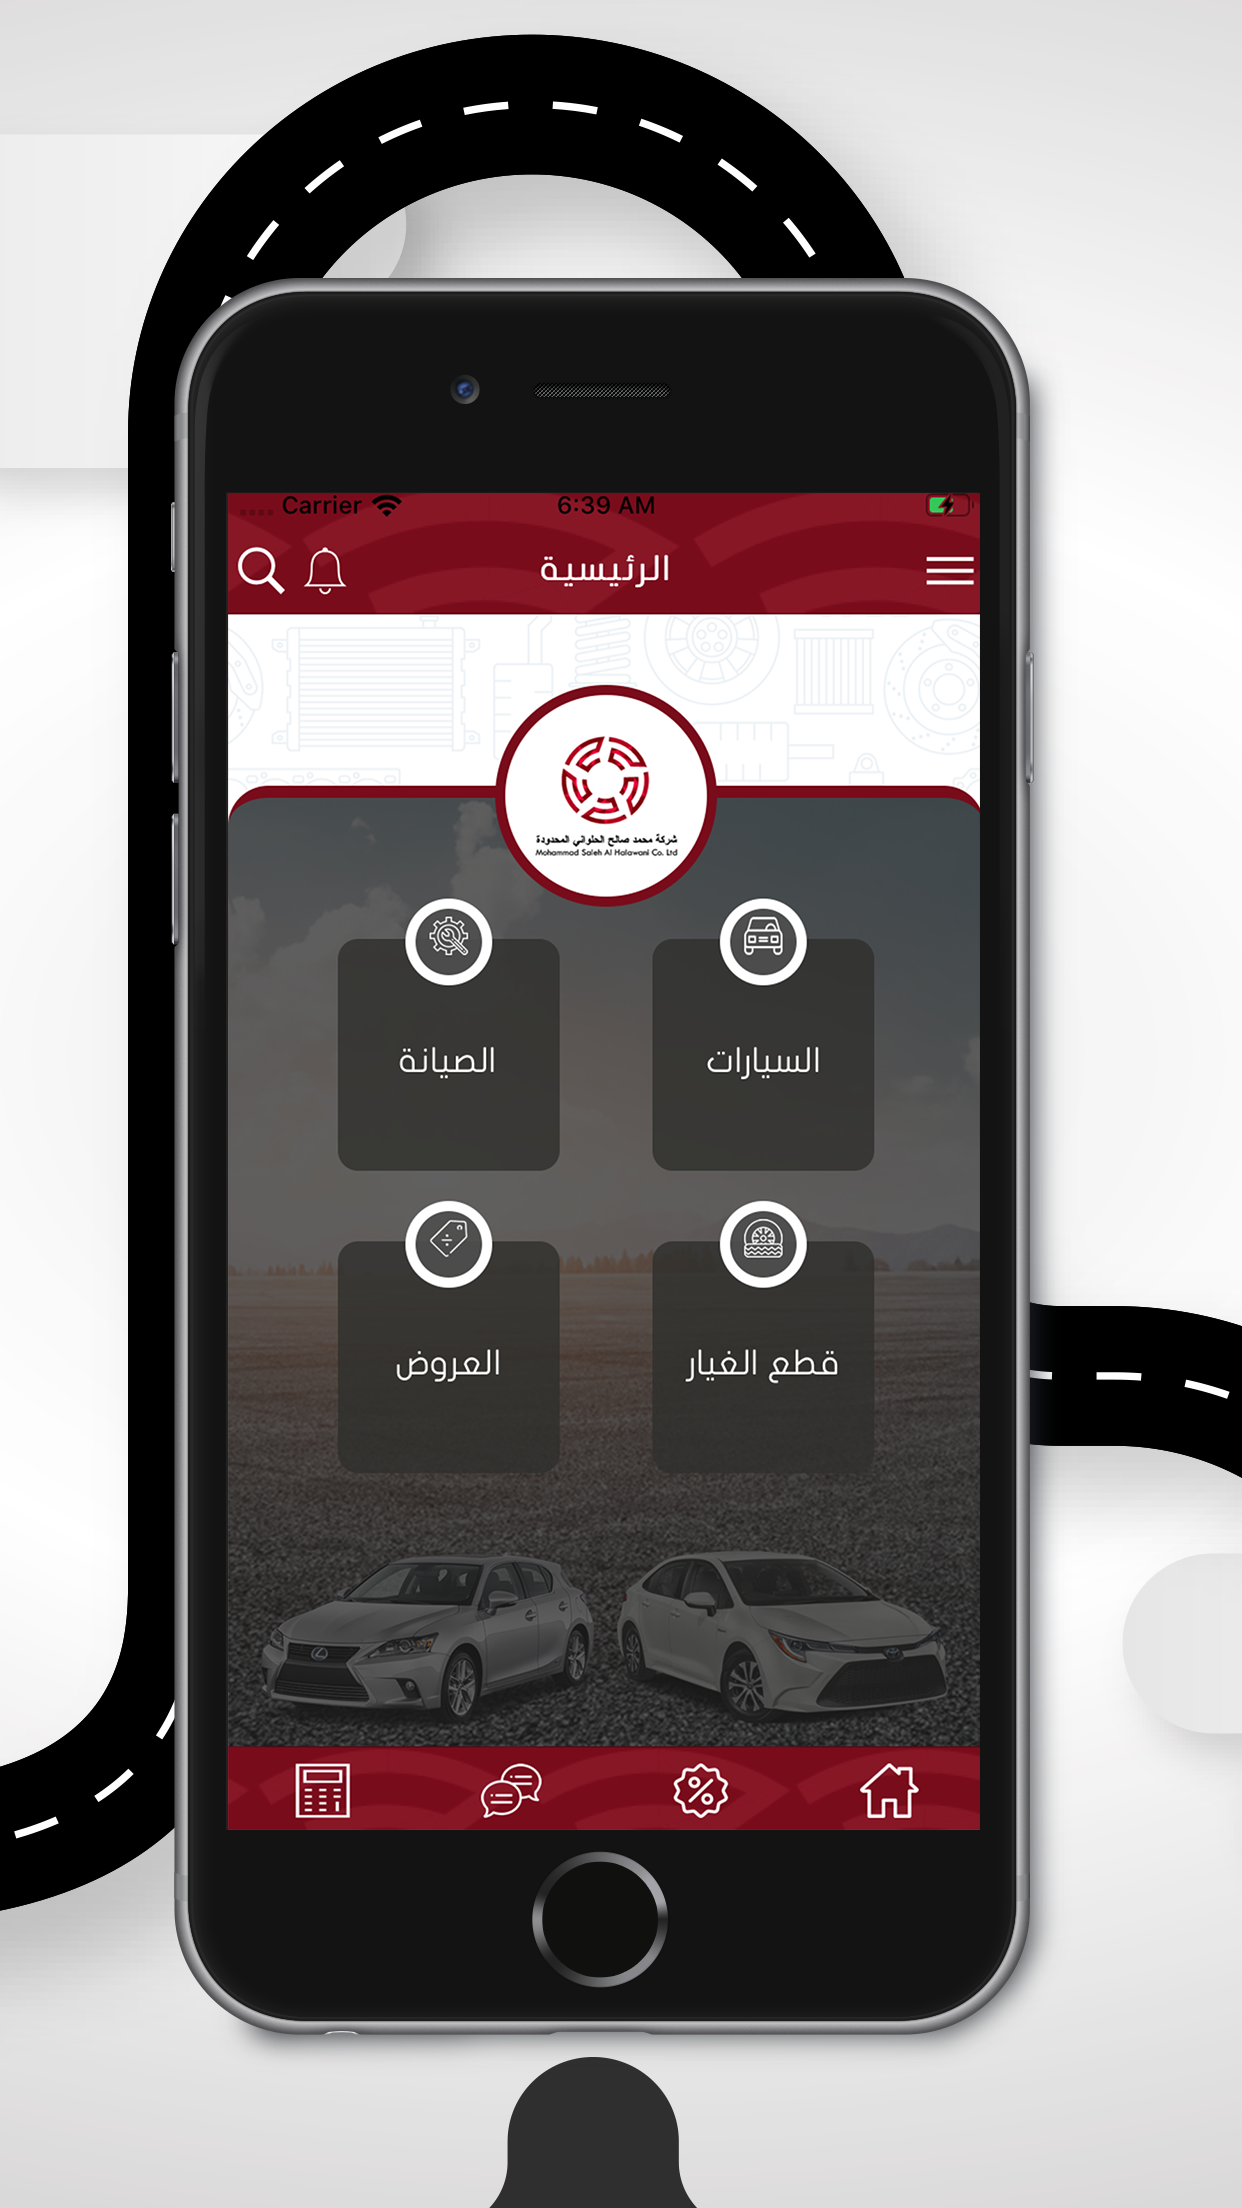 Carrier
6:39 AM
الرئيسية
شركة محمد صالح الحلواني المحدودة
Mohammad Saleh Al Halawani Co. Ltd
السيارات
الصيانة
قطع الغيار
العروض